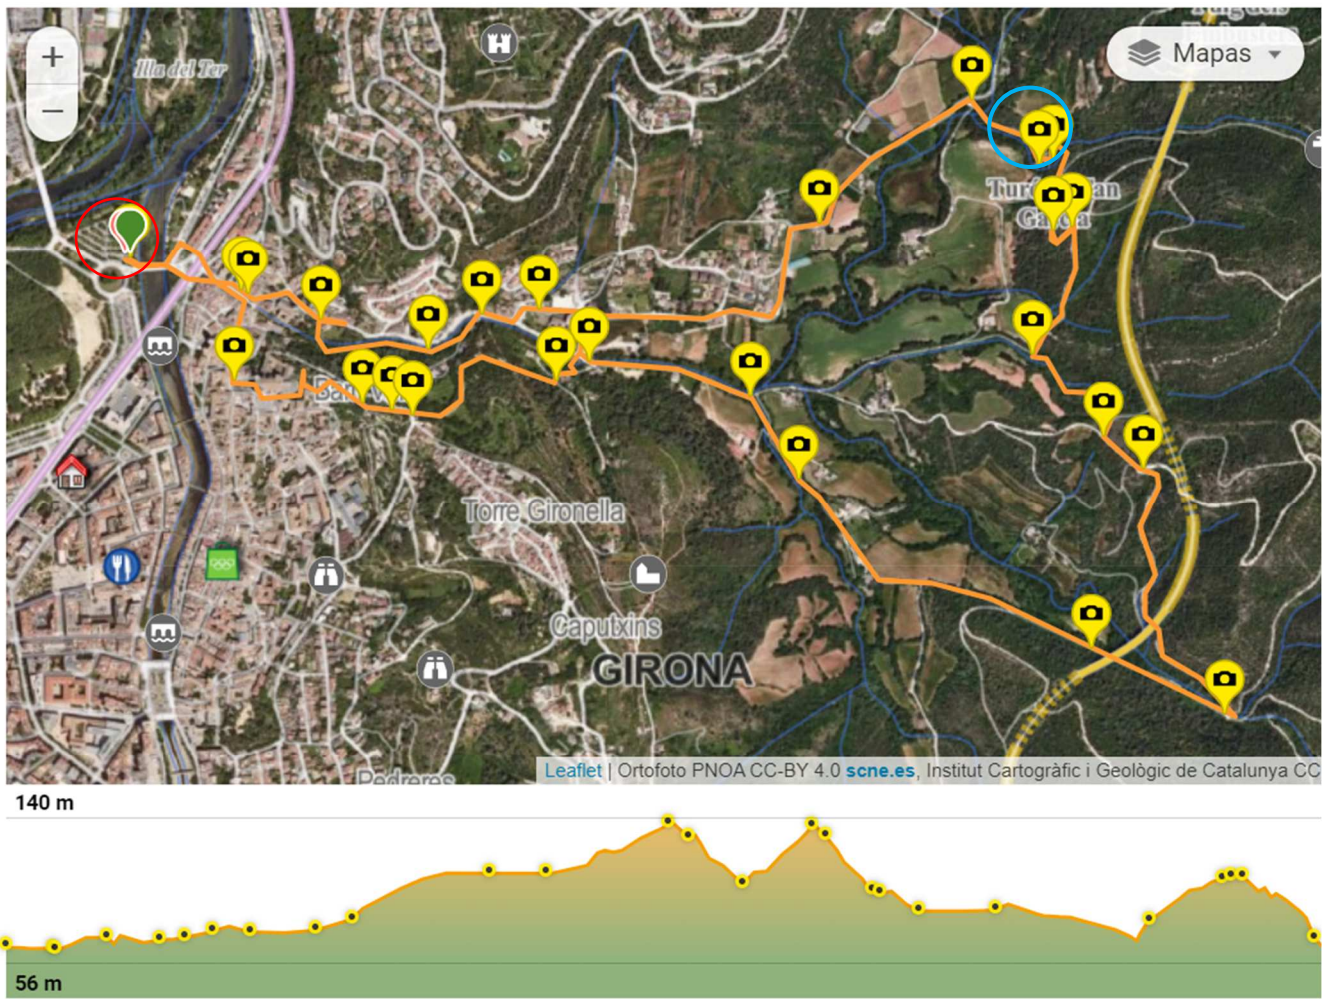 Illa del Ter
Mapas
Torre Gironella
Caputxins
GIRONA
Leaflet | Ortofoto PNOA CC-BY 4.0 scne.es, Institut Cartogràfic i Geològic de Catalunya CC
140 m
56 m